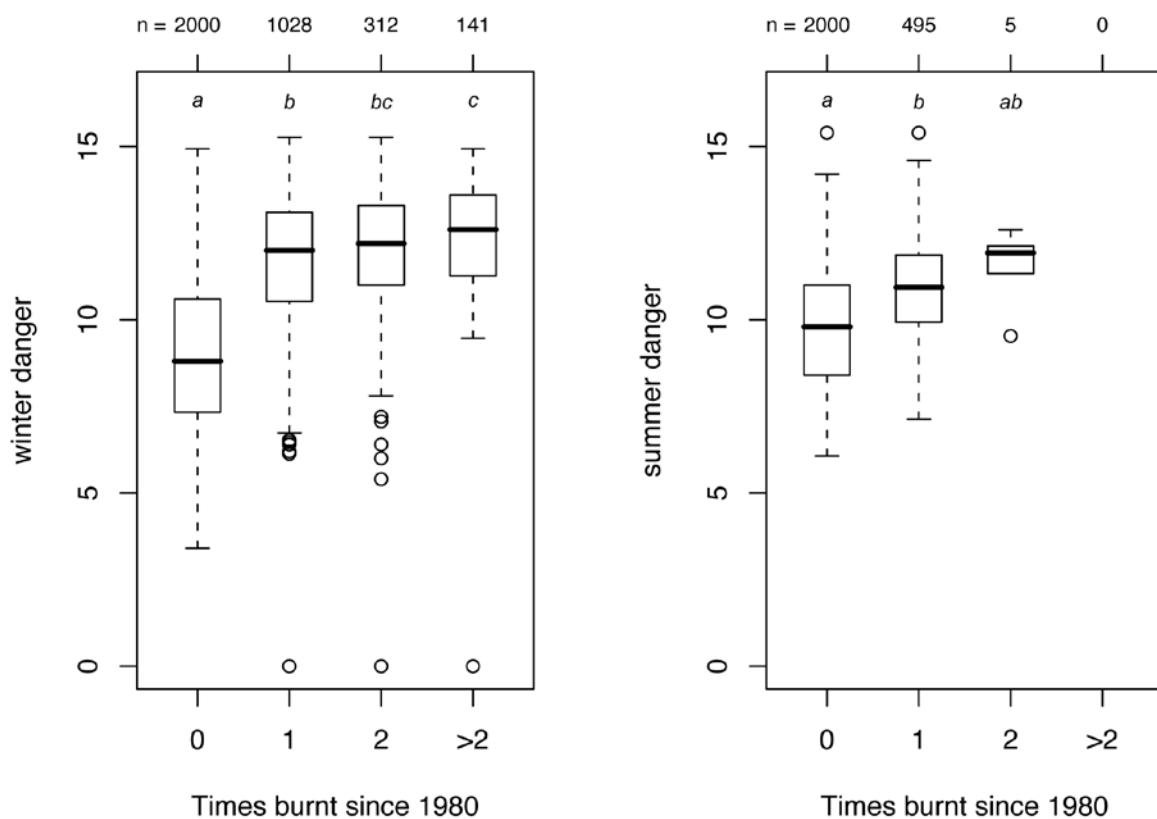 n = 2000 1028 312 141
a b bc c
winter danger
15
10
5
0
0 1 2 >2
Times burnt since 1980
n = 2000 495 5 0
a b ab
summer danger
15
10
5
0
0 1 2 >2
Times burnt since 1980